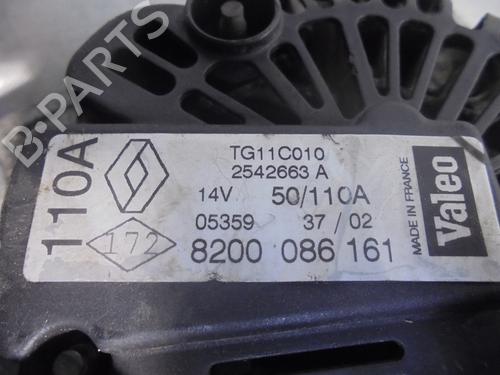 B-PARTS
110A
172
TG11C010
2542663 A
14V 50/110A
05359 37/02
8200 086 161
Valeo
MADE IN FRANCE